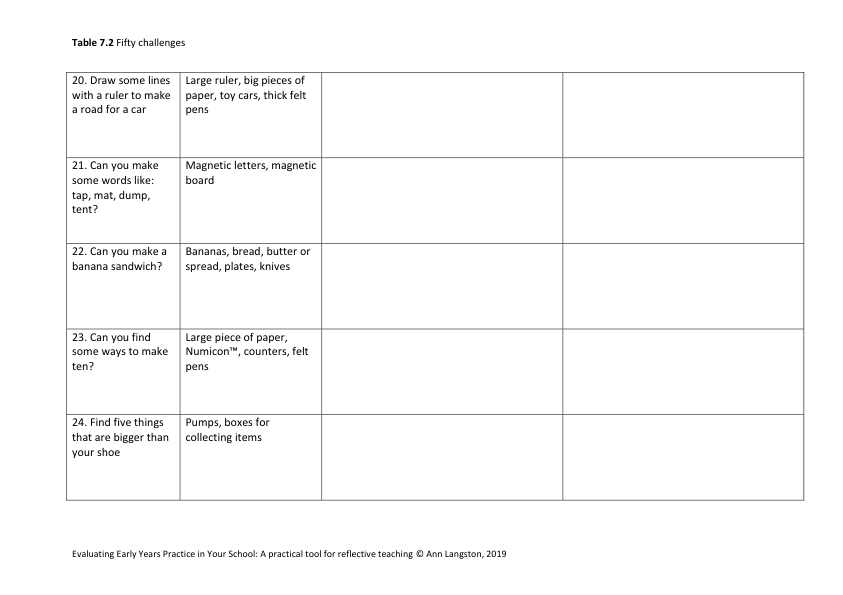 Table 7.2 Fifty challenges
20. Draw some lines
with a ruler to make
a road for a car
Large ruler, big pieces of
paper, toy cars, thick felt
pens
21. Can you make
some words like:
tap, mat, dump,
tent?
Magnetic letters, magnetic
board
22. Can you make a
banana sandwich?
Bananas, bread, butter or
spread, plates, knives
23. Can you find
some ways to make
ten?
Large piece of paper,
Numicon™, counters, felt
pens
24. Find five things
that are bigger than
your shoe
Pumps, boxes for
collecting items
Evaluating Early Years Practice in Your School: A practical tool for reflective teaching © Ann Langston, 2019